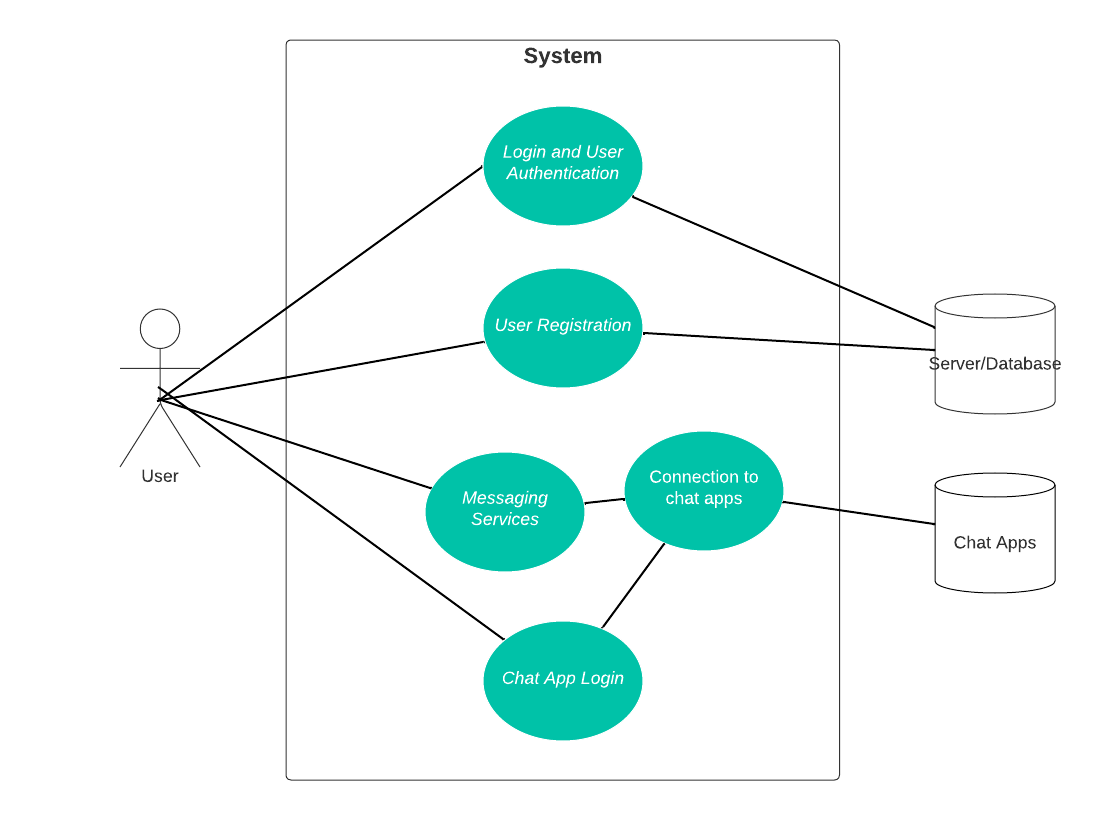 System
Login and User
Authentication
User Registration
Server/Database
User
Messaging
Services
Connection to
chat apps
Chat Apps
Chat App Login